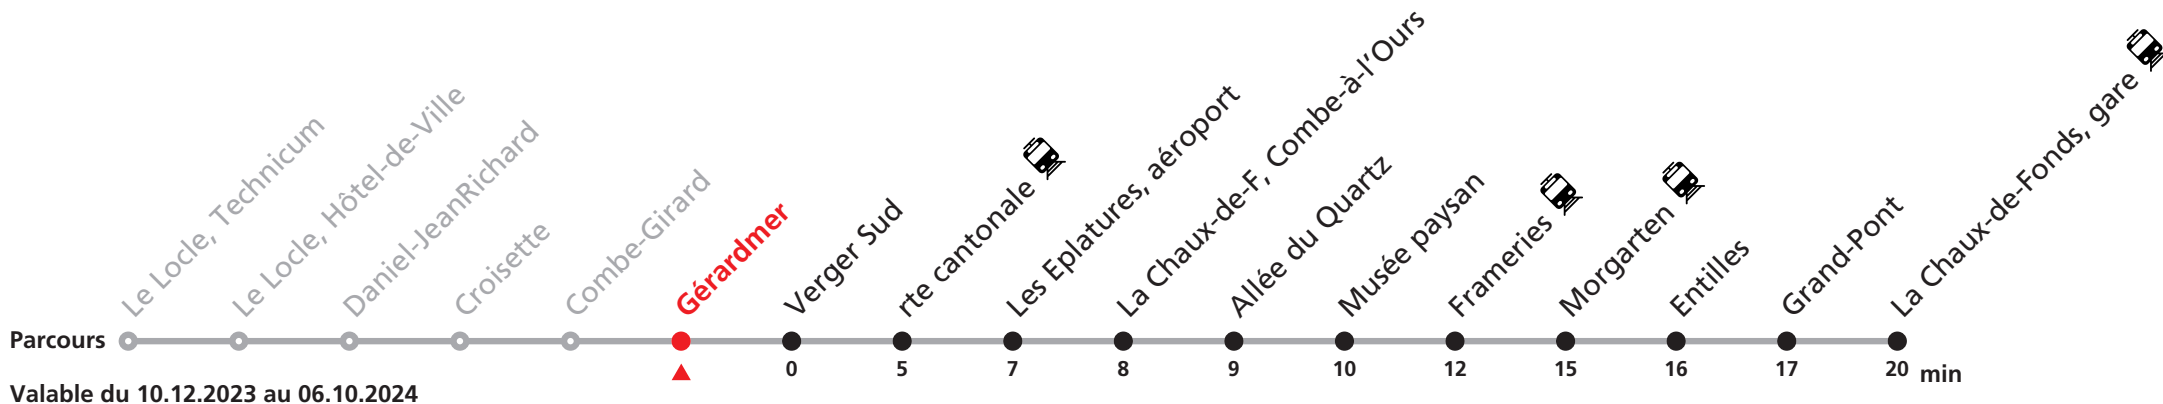 Le Locle, Technicum
Le Locle, Hôtel-de-Ville
Daniel-JeanRichard
Croisette
Combe-Girard
Gérardmer
Verger Sud
rte cantonale
Les Eplatures, aéroport
La Chaux-de-F, Combe-à-l'Ours
Allée du Quartz
Musée paysan
Frameries
Morgarten
Entilles
Grand-Pont
La Chaux-de-Fonds, gare
Parcours
0 5 7 8 9 10 12 15 16 17 20 min
Valable du 10.12.2023 au 06.10.2024